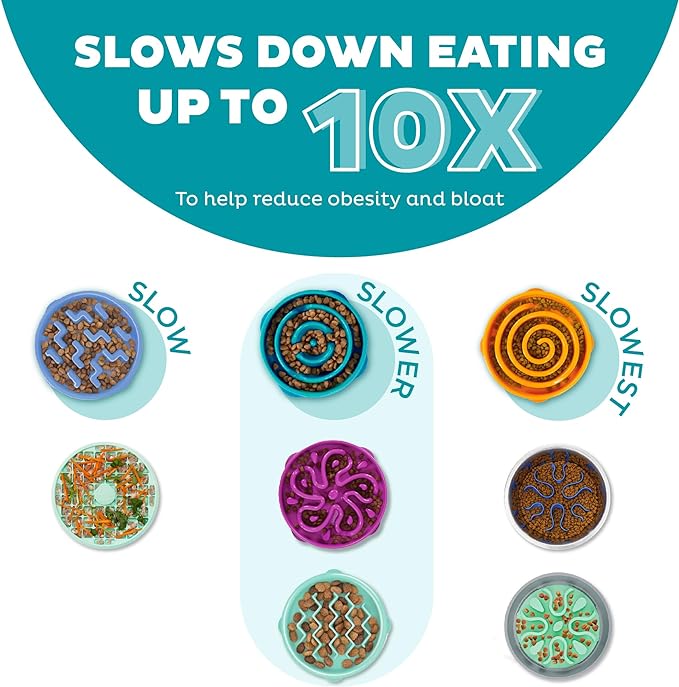 SLOWS DOWN EATING
UP TO 10X
To help reduce obesity and bloat
SLOW
SLOWER
SLOWEST